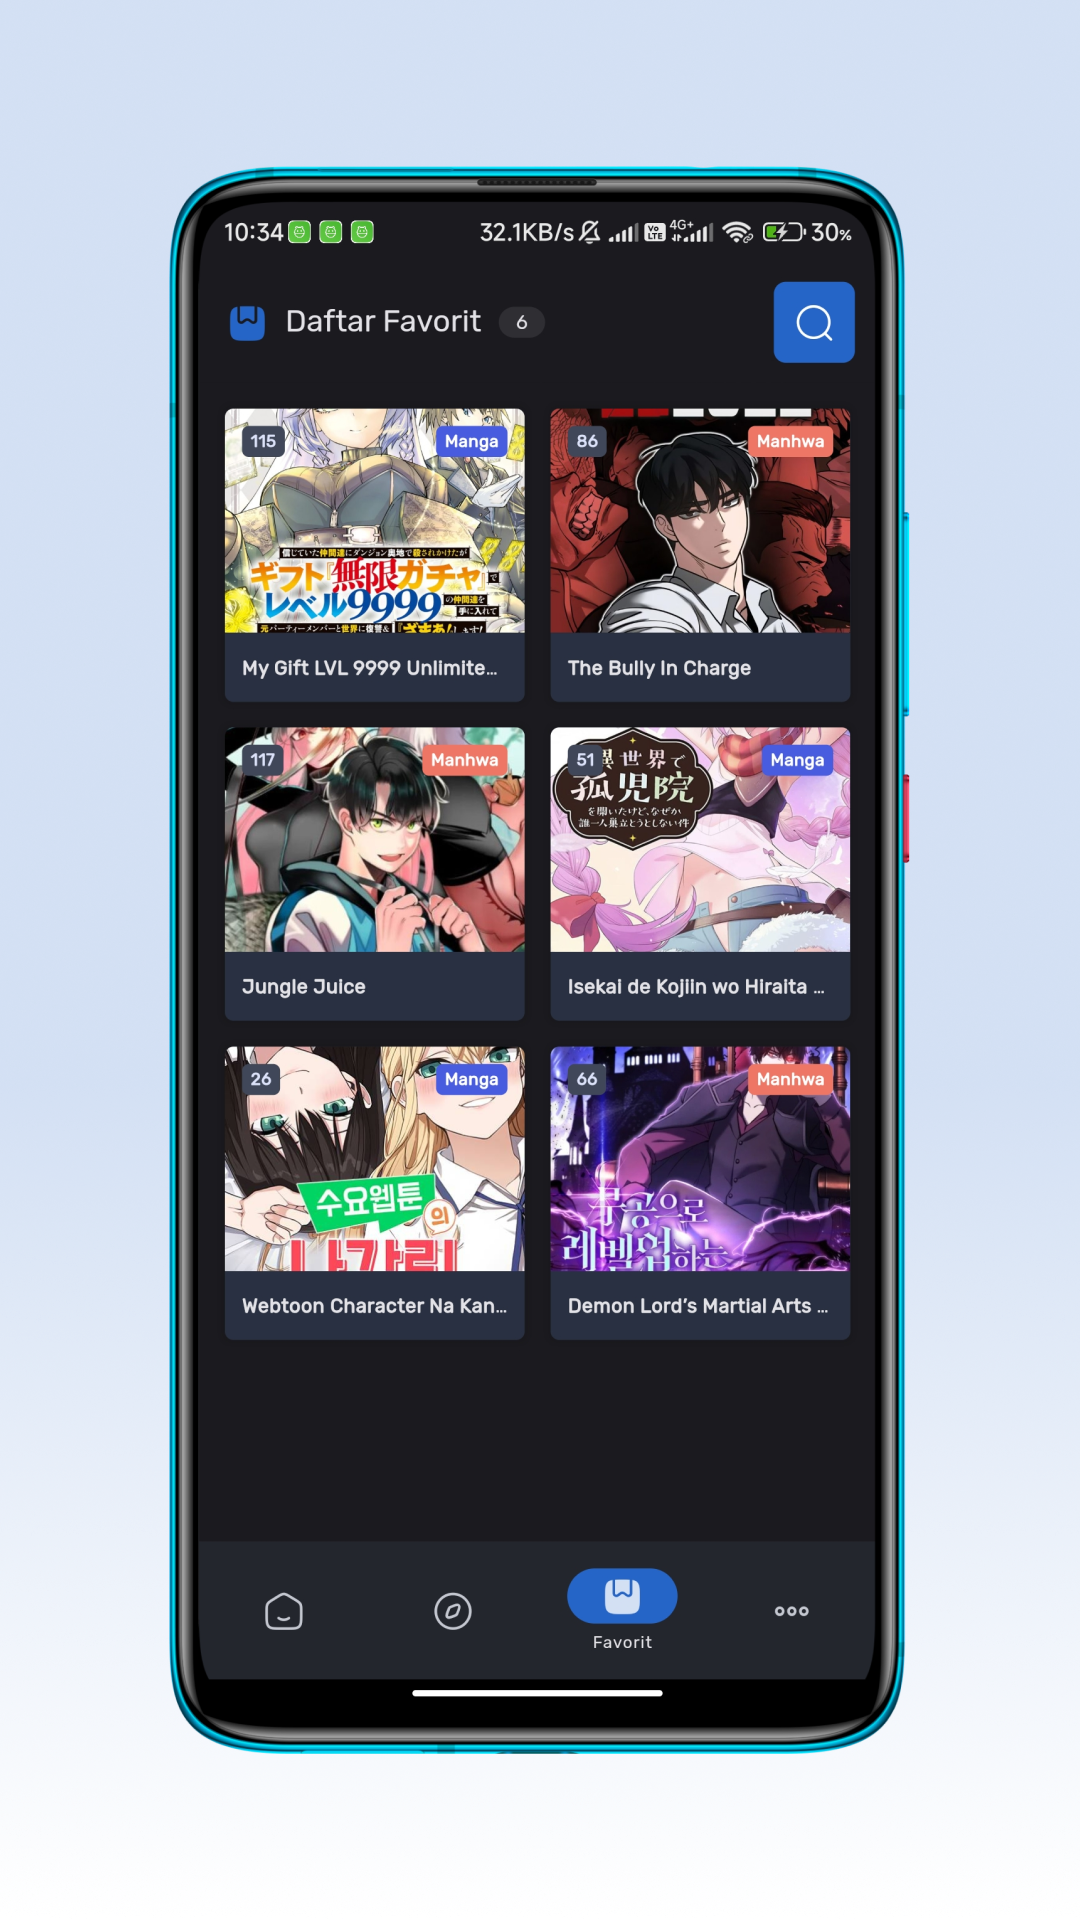 10:34 32.1KB/s Vo LTE 4G+ 30%
Daftar Favorit 6
115 Manga
信じていた仲間達にダンジョン奥地で殺されかけたが
ギフト『無限ガチャ』で
レベル9999の仲間達を
手に入れて
元パーティーメンバーと世界に復讐&『ざまぁ!』します!
My Gift LVL 9999 Unlimite...
86 Manhwa
The Bully In Charge
117 Manhwa
Jungle Juice
51 Manga
異世界で
孤児院
を開いたけど、なぜか
誰一人巣立とうとしない件
Isekai de Kojiin wo Hiraita ...
26 Manga
수요웹툰의
나가리
Webtoon Character Na Kan...
66 Manhwa
무공으로
레벨업하는
Demon Lord's Martial Arts ...
Favorit